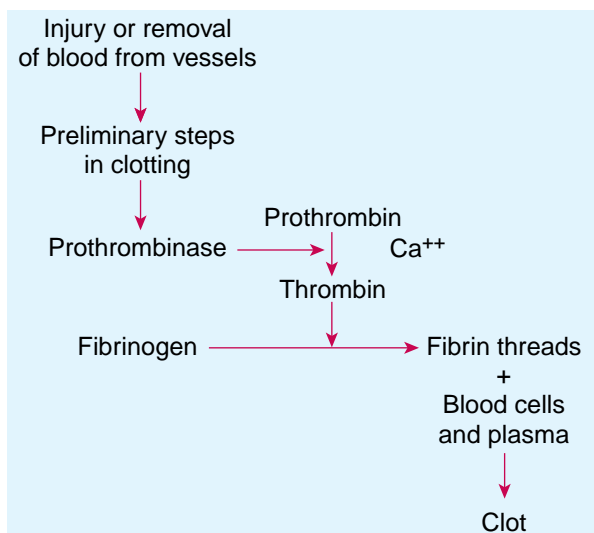 Injury or removal
of blood from vessels
Preliminary steps
in clotting
Prothrombin
Prothrombinase
Ca⁺⁺
Thrombin
Fibrinogen
Fibrin threads
+
Blood cells
and plasma
Clot